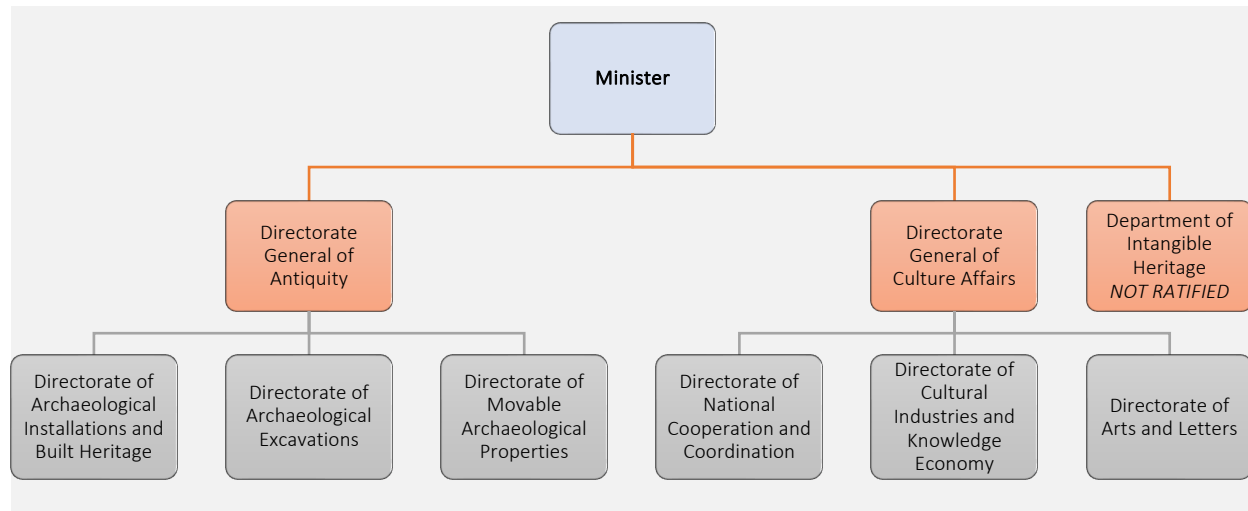 Minister
Directorate
General of
Antiquity
Directorate
General of
Culture Affairs
Department of
Intangible
Heritage
NOT RATIFIED
Directorate of
Archaeological
Installations and
Built Heritage
Directorate of
Archaeological
Excavations
Directorate of
Movable
Archaeological
Properties
Directorate of
National
Cooperation and
Coordination
Directorate of
Cultural
Industries and
Knowledge
Economy
Directorate of
Arts and Letters